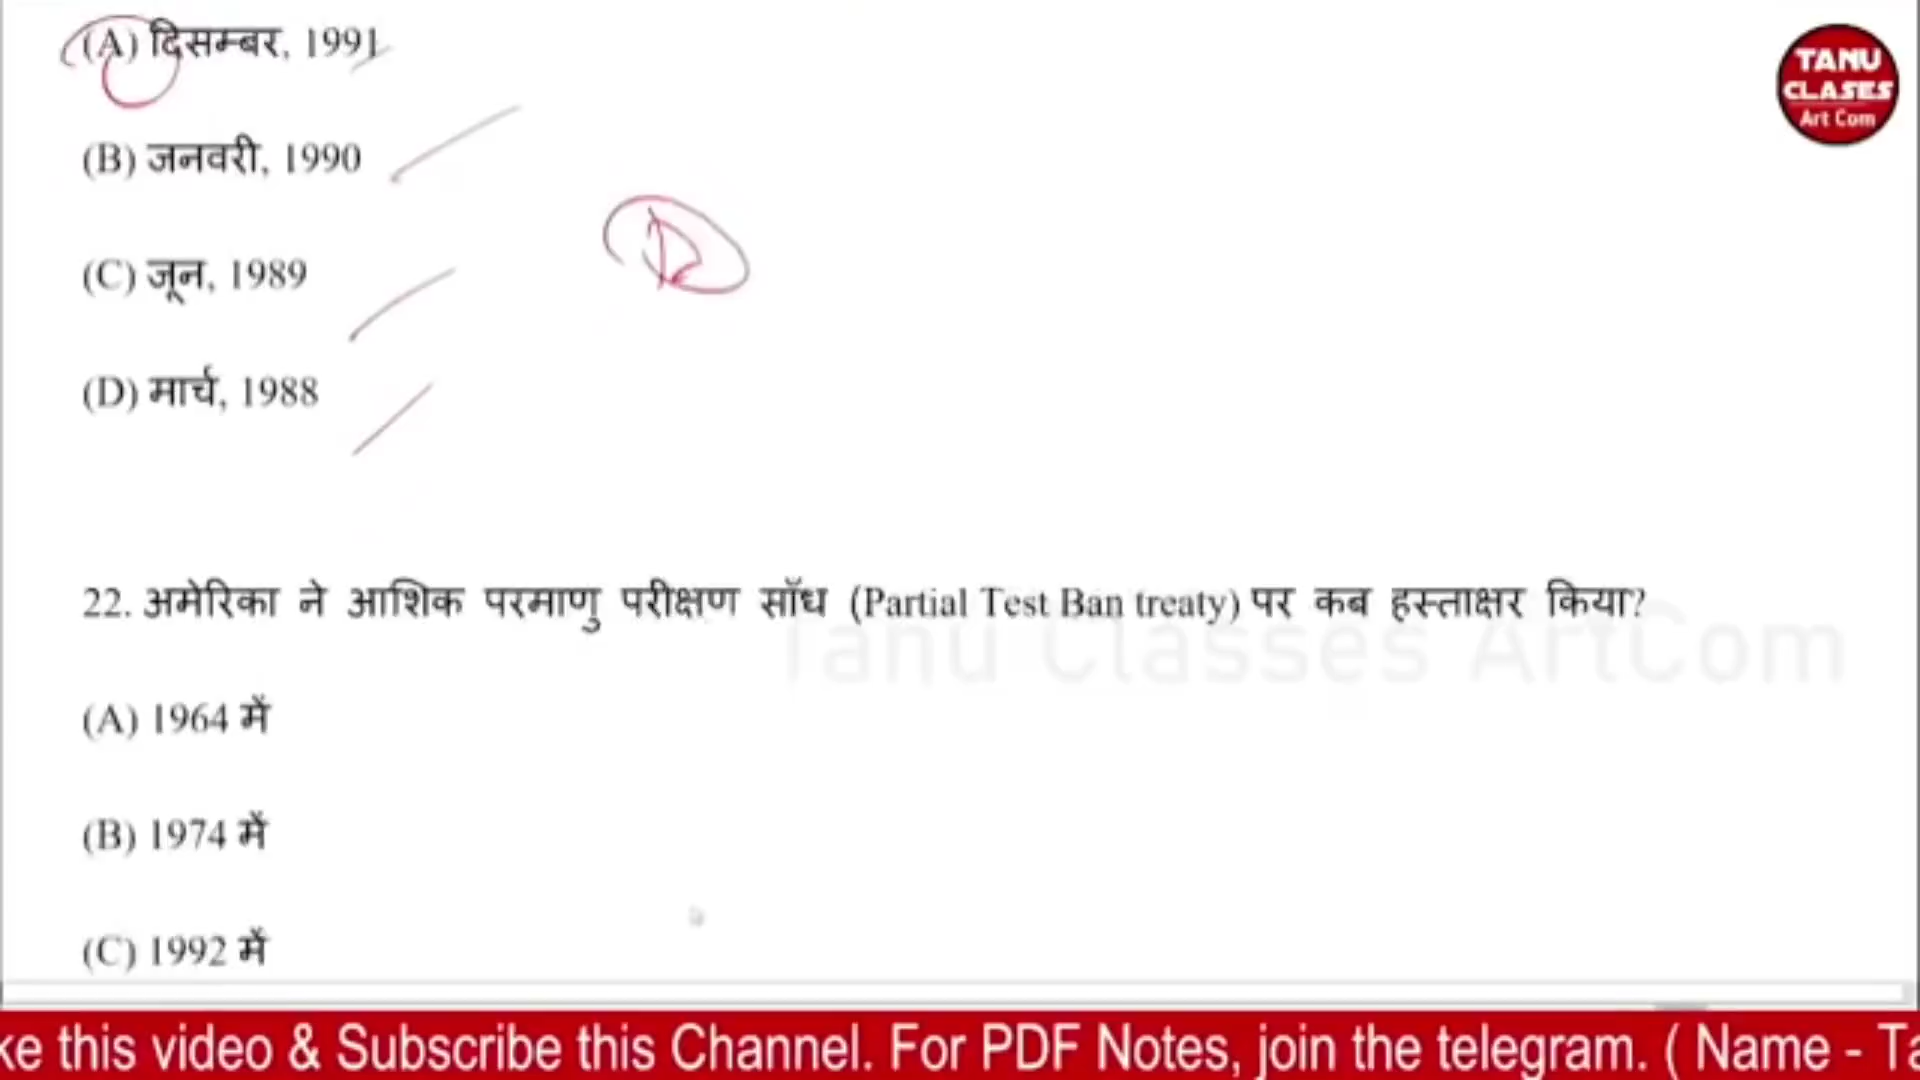 (A) दिसम्बर, 1991
TANU
CLASES
Art Com
(B) जनवरी, 1990
D
(C) जून, 1989
(D) मार्च, 1988
22. अमेरिका ने आशिक परमाणु परीक्षण सॉध (Partial Test Ban treaty) पर कब हस्ताक्षर किया?
Tanu Classes ArtCom
(A) 1964 में
(B) 1974 में
(C) 1992 में
ke this video & Subscribe this Channel. For PDF Notes, join the telegram. ( Name - Ta